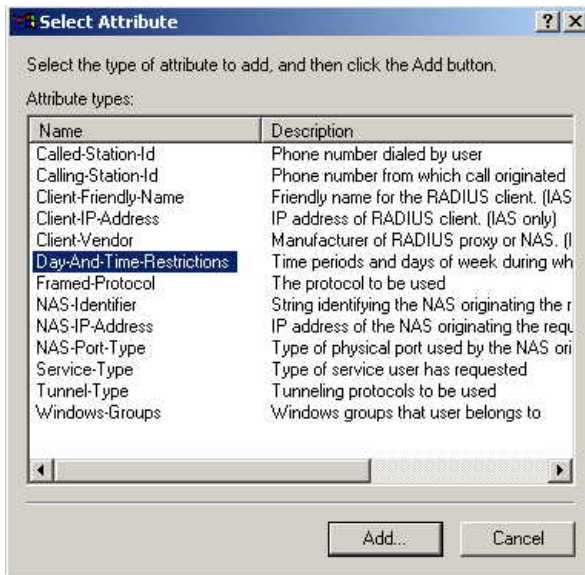 Select Attribute
Select the type of attribute to add, and then click the Add button.
Attribute types:
Name Description
Called-Station-Id Phone number dialed by user
Calling-Station-Id Phone number from which call originated
Client-Friendly-Name Friendly name for the RADIUS client. (IAS
Client-IP-Address IP address of RADIUS client. (IAS only)
Client-Vendor Manufacturer of RADIUS proxy or NAS. (I
Day-And-Time-Restrictions Time periods and days of week during wh
Framed-Protocol The protocol to be used
NAS-Identifier String identifying the NAS originating the r
NAS-IP-Address IP address of the NAS originating the requ
NAS-Port-Type Type of physical port used by the NAS ori
Service-Type Type of service user has requested
Tunnel-Type Tunneling protocols to be used
Windows-Groups Windows groups that user belongs to
Add... Cancel